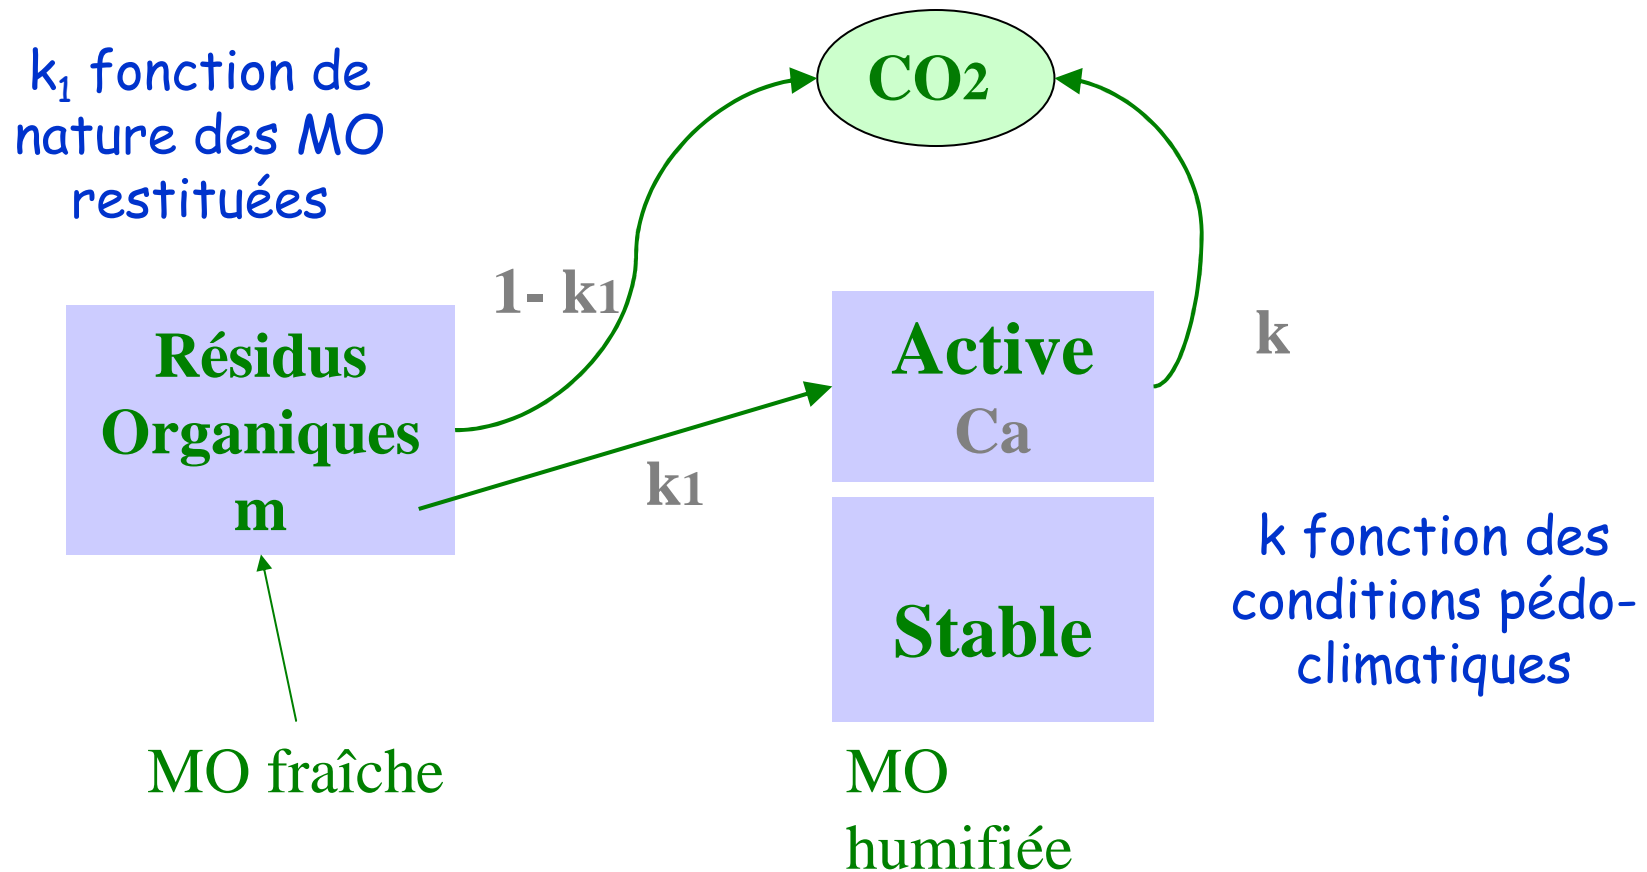 k1 fonction de
nature des MO
restituées
CO2
1- k1
k
Résidus
Organiques
m
Active
Ca
k1
Stable
k fonction des
conditions pédo-
climatiques
MO fraîche
MO
humifiée